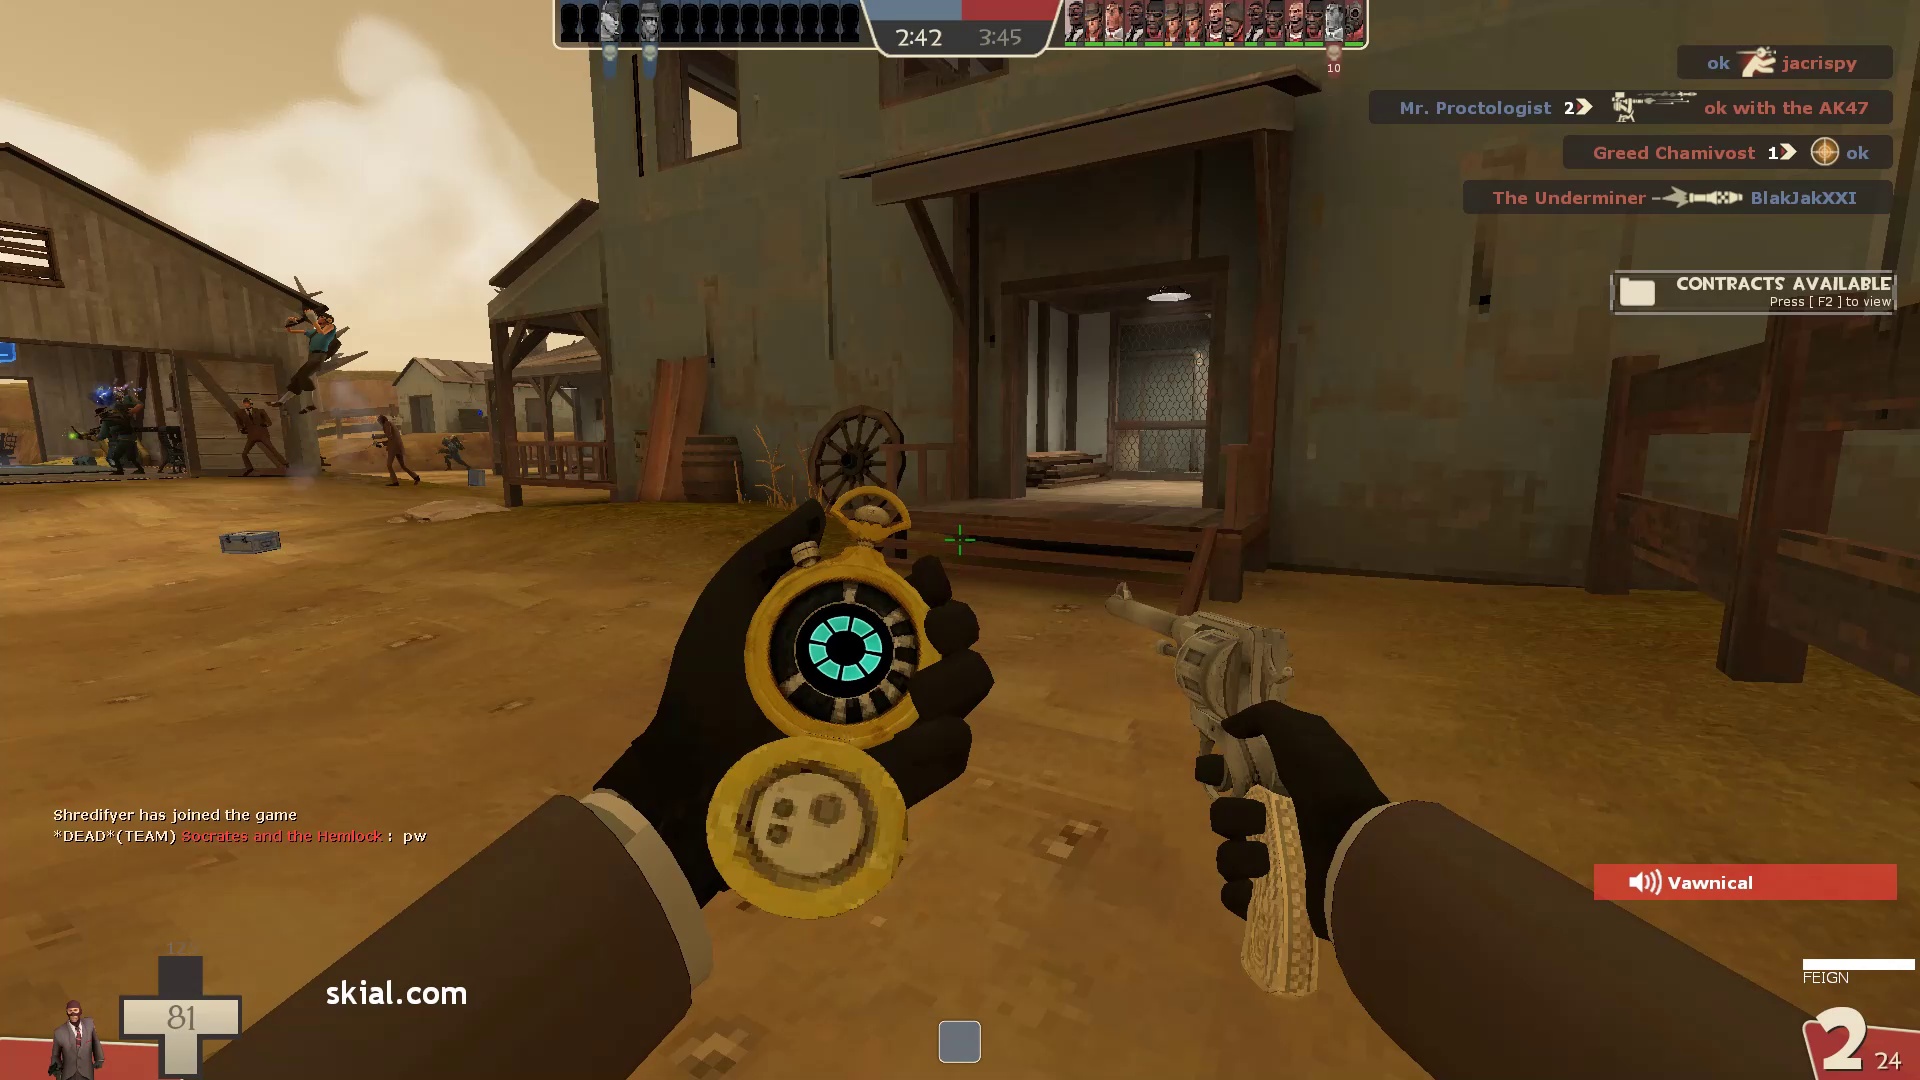 2:42 3:45
10
ok jacrispy
Mr. Proctologist 2 ok with the AK47
Greed Chamivost 1 ok
The Underminer BlakJakXXI
CONTRACTS AVAILABLE
Press [ F2 ] to view
Shredifyer has joined the game
*DEAD*(TEAM) Socrates and the Hemlock : pw
Vawnical
81
skial.com
FEIGN
2 24